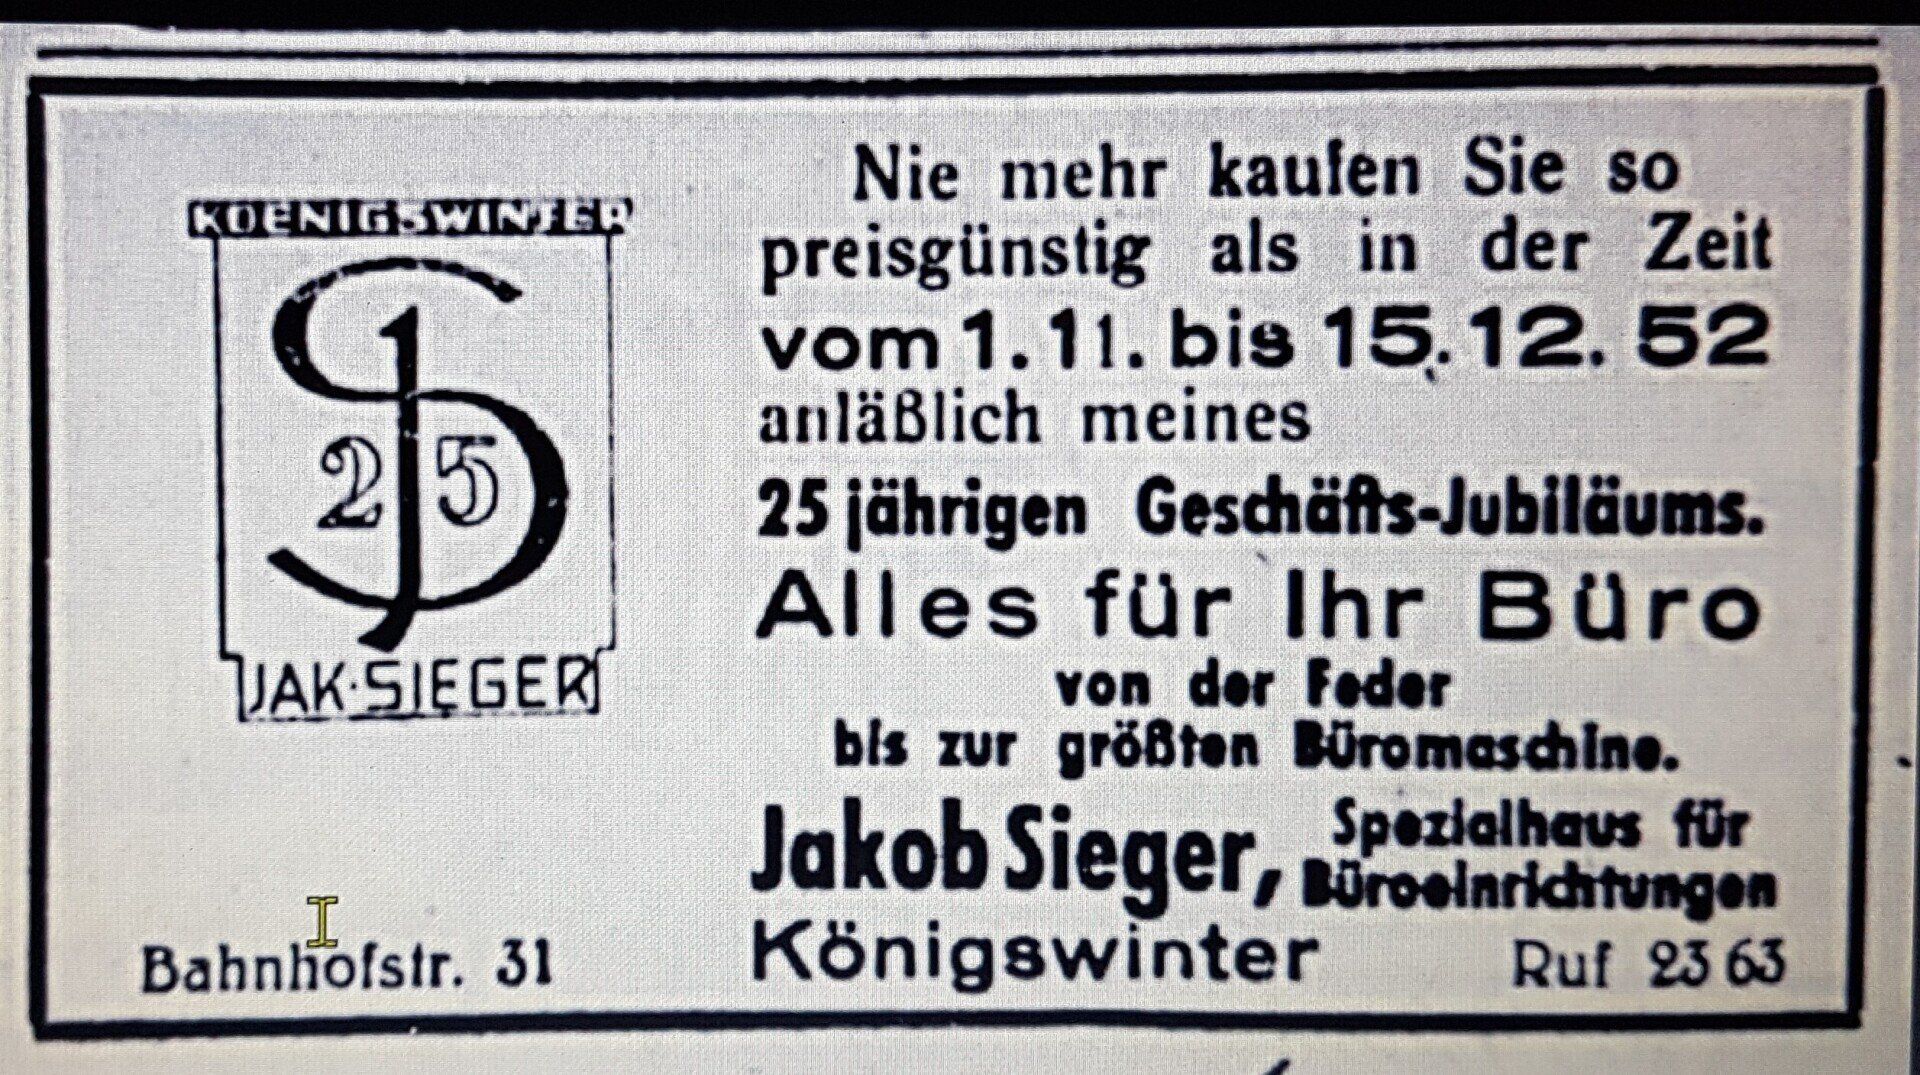 KOENIGSWINTER
25
JAK·SIEGER
Bahnhofstr. 31
Nie mehr kaufen Sie so
preisgünstig als in der Zeit
vom 1.11. bis 15.12.52
anläßlich meines
25 jährigen Geschäfts-Jubiläums.
Alles für Ihr Büro
von der Feder
bis zur größten Büromaschine.
Jakob Sieger, Spezialhaus für
Büroeinrichtungen
Königswinter Ruf 2363